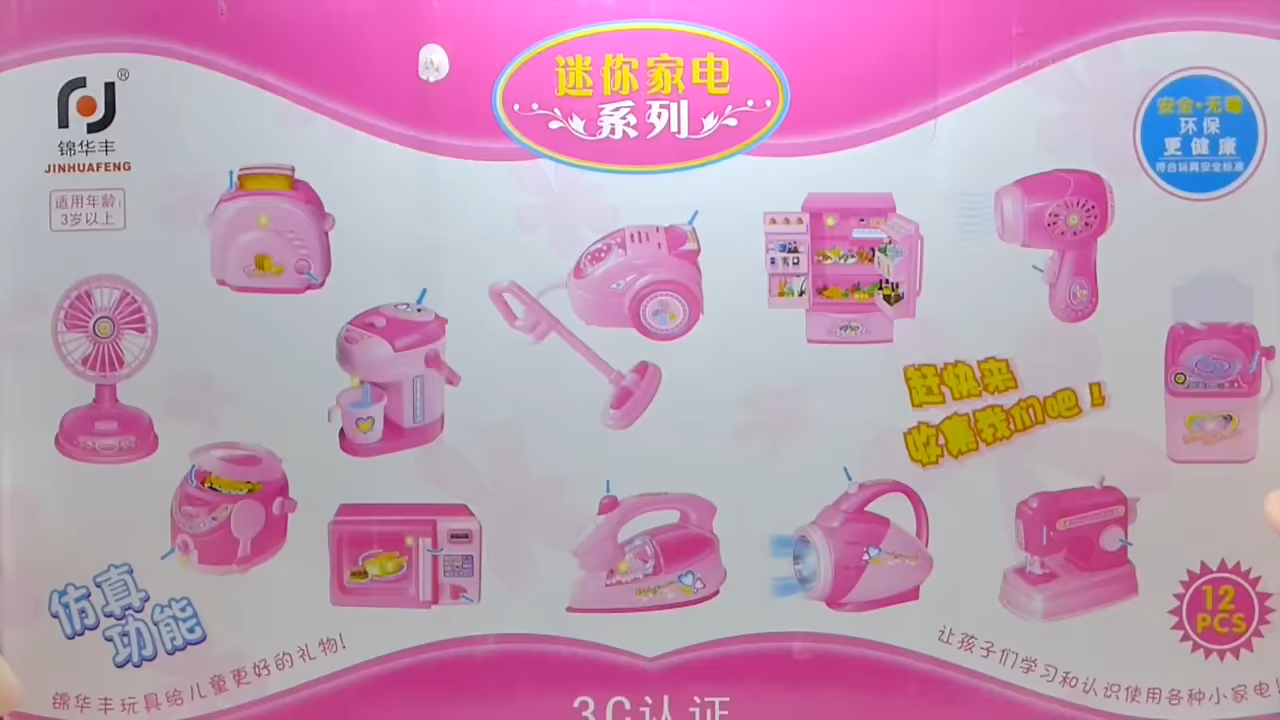 迷你家电
系列
®
锦华丰
JINHUAFENG
适用年龄:
3岁以上
安全·无毒
环保
更健康
符合玩具安全标准
赶快来
收集我们吧!
仿真
功能
12
PCS
锦华丰玩具给儿童更好的礼物!
让孩子们学习和认识使用各种小家电!
3C认证